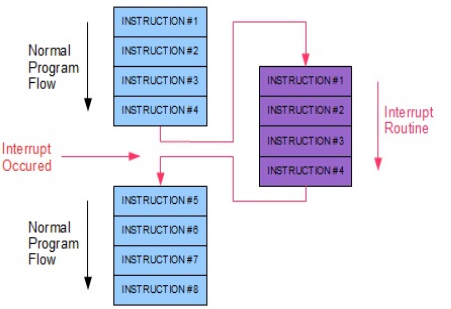 INSTRUCTION #1
INSTRUCTION #2
INSTRUCTION #3
INSTRUCTION #4
Normal
Program
Flow
INSTRUCTION #1
INSTRUCTION #2
INSTRUCTION #3
INSTRUCTION #4
Interrupt
Routine
Interrupt
Occured
INSTRUCTION #5
INSTRUCTION #6
INSTRUCTION #7
INSTRUCTION #8
Normal
Program
Flow